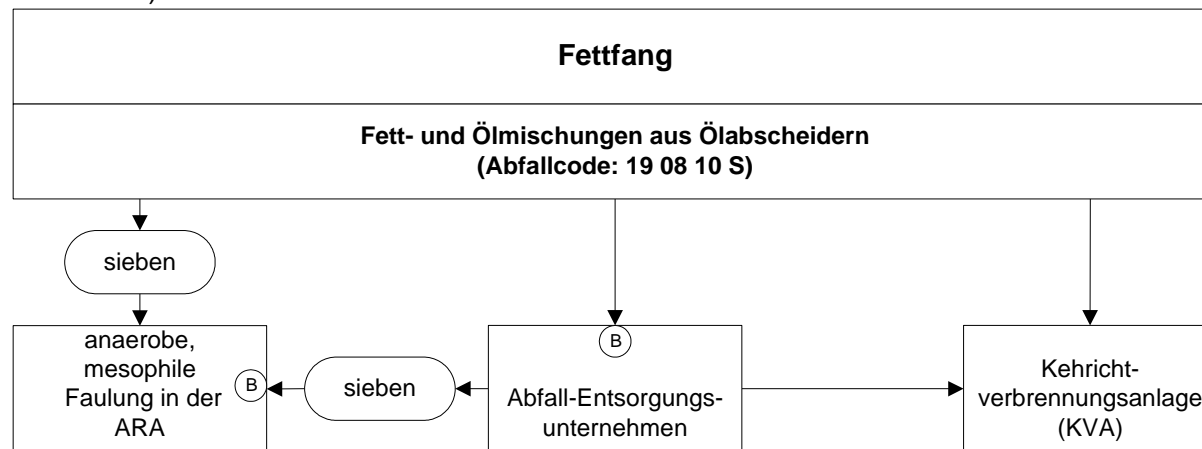 Fettfang
Fett- und Ölmischungen aus Ölabscheidern
(Abfallcode: 19 08 10 S)
sieben
anaerobe,
mesophile
Faulung in der
ARA
B
sieben
B
Abfall-Entsorgungs-
unternehmen
Kehricht-
verbrennungsanlage
(KVA)